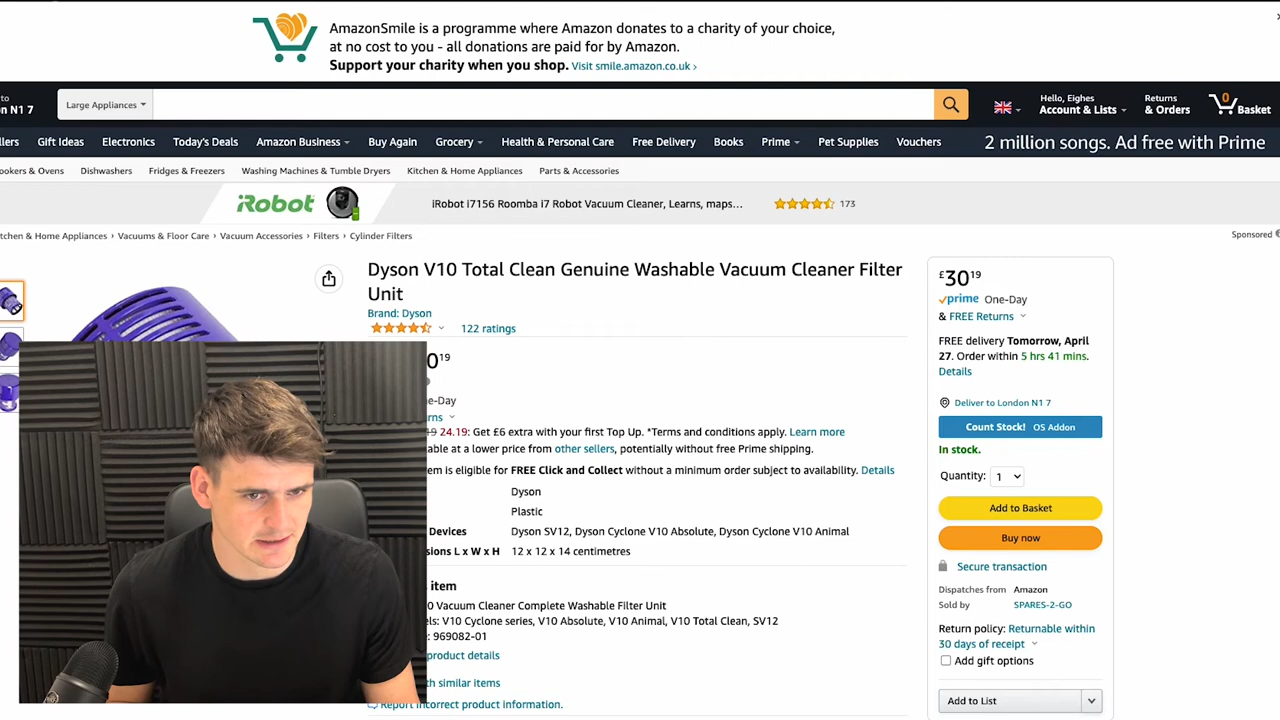 AmazonSmile is a programme where Amazon donates to a charity of your choice,
at no cost to you - all donations are paid for by Amazon.
Support your charity when you shop. Visit smile.amazon.co.uk ›
to
n N1 7
Large Appliances
Hello, Eighes
Account & Lists
Returns
& Orders
0
Basket
llers
Gift Ideas
Electronics
Today's Deals
Amazon Business
Buy Again
Grocery
Health & Personal Care
Free Delivery
Books
Prime
Pet Supplies
Vouchers
2 million songs. Ad free with Prime
ookers & Ovens
Dishwashers
Fridges & Freezers
Washing Machines & Tumble Dryers
Kitchen & Home Appliances
Parts & Accessories
iRobot
iRobot i7156 Roomba i7 Robot Vacuum Cleaner, Learns, maps...
173
tchen & Home Appliances › Vacuums & Floor Care › Vacuum Accessories › Filters › Cylinder Filters
Sponsored
Dyson V10 Total Clean Genuine Washable Vacuum Cleaner Filter
Unit
Brand: Dyson
122 ratings
019
e-Day
rns
19 24.19: Get £6 extra with your first Top Up. *Terms and conditions apply. Learn more
able at a lower price from other sellers, potentially without free Prime shipping.
em is eligible for FREE Click and Collect without a minimum order subject to availability. Details
Dyson
Plastic
Devices Dyson SV12, Dyson Cyclone V10 Absolute, Dyson Cyclone V10 Animal
sions L x W x H 12 x 12 x 14 centimetres
item
0 Vacuum Cleaner Complete Washable Filter Unit
els: V10 Cyclone series, V10 Absolute, V10 Animal, V10 Total Clean, SV12
: 969082-01
product details
th similar items
Report incorrect product information.
£3019
prime One-Day
& FREE Returns
FREE delivery Tomorrow, April
27. Order within 5 hrs 41 mins.
Details
Deliver to London N1 7
Count Stock! OS Addon
In stock.
Quantity: 1
Add to Basket
Buy now
Secure transaction
Dispatches from Amazon
Sold by SPARES-2-GO
Return policy: Returnable within
30 days of receipt
Add gift options
Add to List